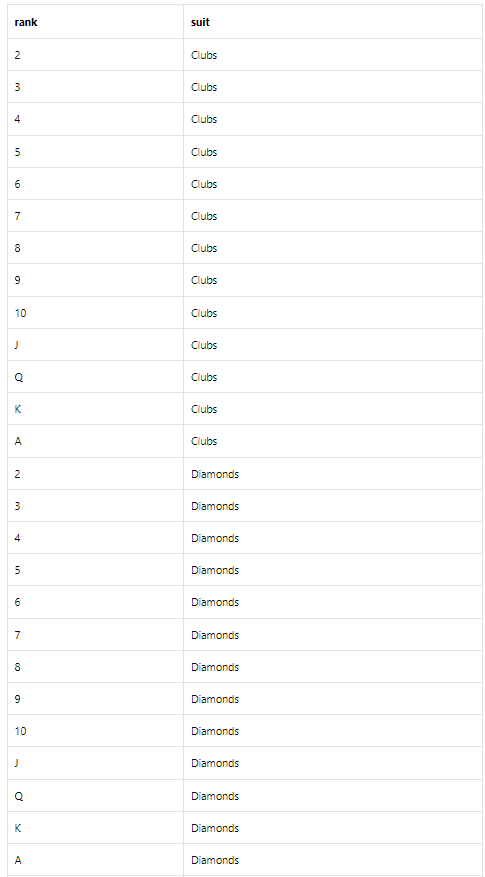 rank suit
2 Clubs
3 Clubs
4 Clubs
5 Clubs
6 Clubs
7 Clubs
8 Clubs
9 Clubs
10 Clubs
J Clubs
Q Clubs
K Clubs
A Clubs
2 Diamonds
3 Diamonds
4 Diamonds
5 Diamonds
6 Diamonds
7 Diamonds
8 Diamonds
9 Diamonds
10 Diamonds
J Diamonds
Q Diamonds
K Diamonds
A Diamonds